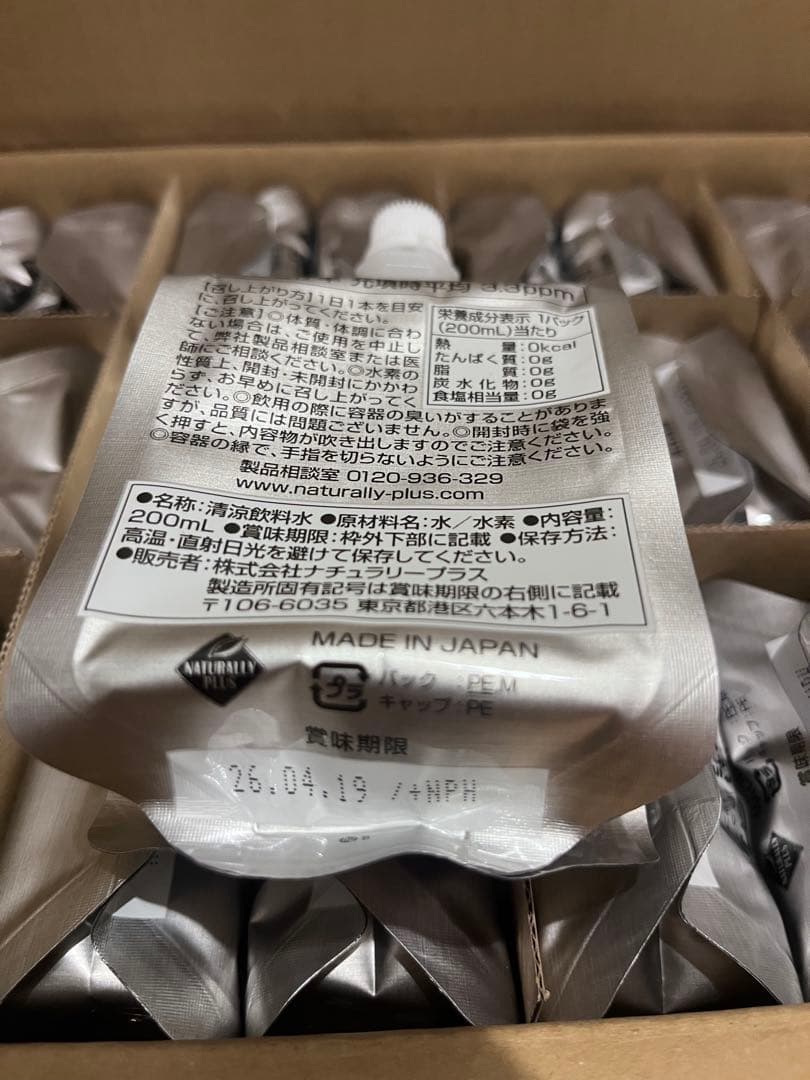 充填時平均 3.3ppm
[召し上がり方]1日1本を目安
に、召し上がってください。
[ご注意]◎体質・体調に合わ
ない場合は、ご使用を中止し
て、弊社製品相談室または医
師にご相談ください。◎水素の
性質上、開封・未開封にかかわ
らず、お早めに召し上がってく
ださい。◎飲用の際に容器の臭いがすることがありま
すが、品質には問題ございません。◎開封時に袋を強
く押すと、内容物が吹き出しますのでご注意ください。
◎容器の縁で、手指を切らないようにご注意ください。
栄養成分表示 1パック
(200mL)当たり
熱量:0kcal
たんぱく質:0g
脂質:0g
炭水化物:0g
食塩相当量:0g
製品相談室 0120-936-329
www.naturally-plus.com
●名称:清涼飲料水 ●原材料名:水/水素 ●内容量:
200mL ●賞味期限:枠外下部に記載 ●保存方法:
高温・直射日光を避けて保存してください。
●販売者:株式会社ナチュラリープラス
製造所固有記号は賞味期限の右側に記載
〒106-6035 東京都港区六本木1-6-1
MADE IN JAPAN
NATURALLY
PLUS
プラ
パック:PE.M
キャップ:PE
賞味期限
26.04.19 /+NPH